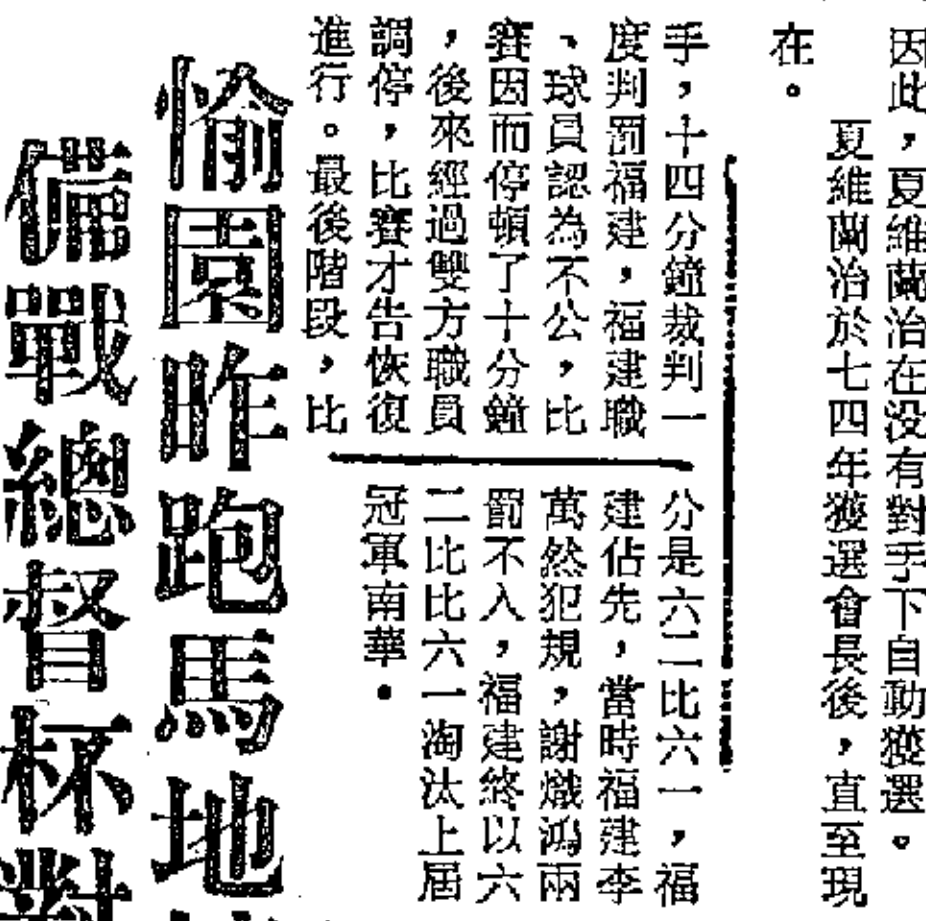 因此，夏維蘭治在没有對手下自動獲選。
夏維蘭治於七四年獲選會長後，直至現
在。
手，十四分鐘裁判一
度判罰福建，福建職
、球員認為不公，比
賽因而停頓了十分鐘
，後來經過雙方職員
調停，比賽才告恢復
進行。最後階段，比
分是六二比六一，福
建佔先，當時福建李
萬然犯規，謝熾鴻兩
罰不入，福建終以六
二比比六一淘汰上屆
冠軍南華。
愉園昨跑馬地
備戰總督杯對